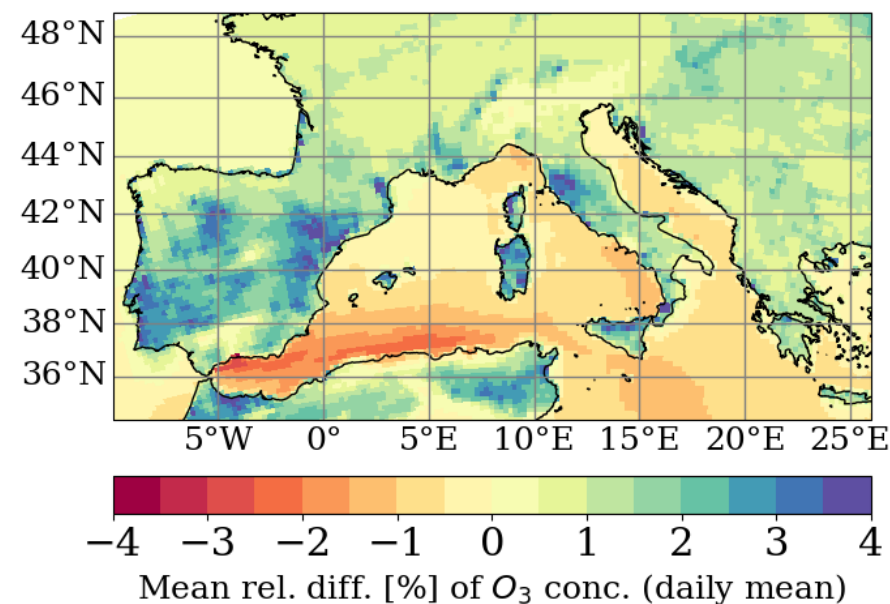 48°N
46°N
44°N
42°N
40°N
38°N
36°N
5°W 0° 5°E 10°E 15°E 20°E 25°E
−4 −3 −2 −1 0 1 2 3 4
Mean rel. diff. [%] of O₃ conc. (daily mean)